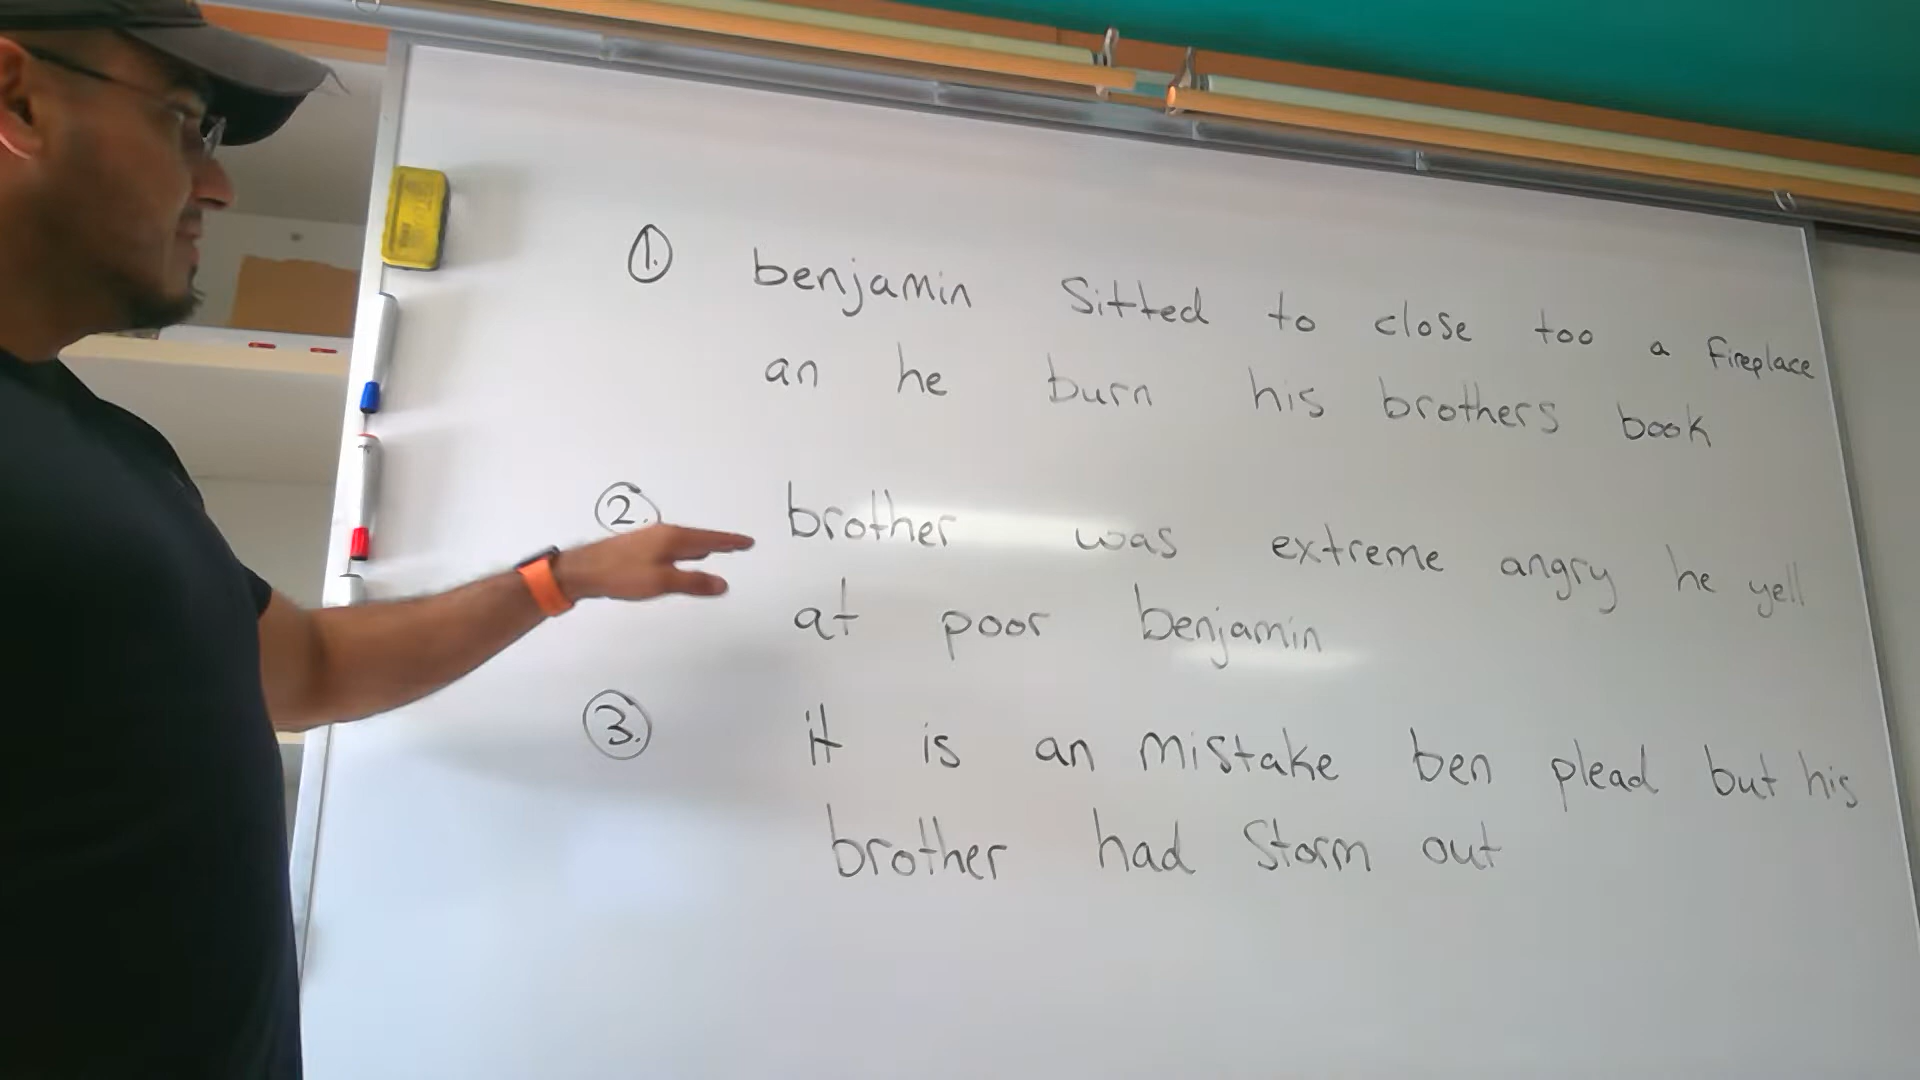 1. benjamin Sitted to close too a fireplace
an he burn his brothers book
2. brother was extreme angry he yell
at poor benjamin
3. it is an mistake ben plead but his
brother had storm out